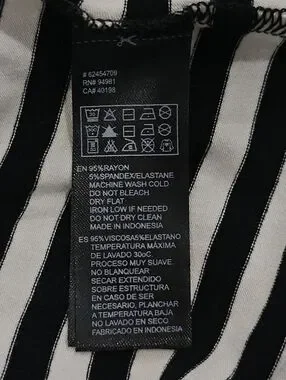 # 62454709
RN# 94981
CA# 40198
EN 95%RAYON
5%SPANDEX/ELASTANE
MACHINE WASH COLD
DO NOT BLEACH
DRY FLAT
IRON LOW IF NEEDED
DO NOT DRY CLEAN
MADE IN INDONESIA
ES 95%VISCOSA5%ELASTANO
TEMPERATURA MÁXIMA
DE LAVADO 30oC
PROCESO MUY SUAVE
NO BLANQUEAR
SECAR EXTENDIDO
SOBRE ESTRUCTURA
EN CASO DE SER
NECESARIO, PLANCHAR
A TEMPERATURA BAJA
NO LAVADO EN SECO
FABRICADO EN INDONESIA